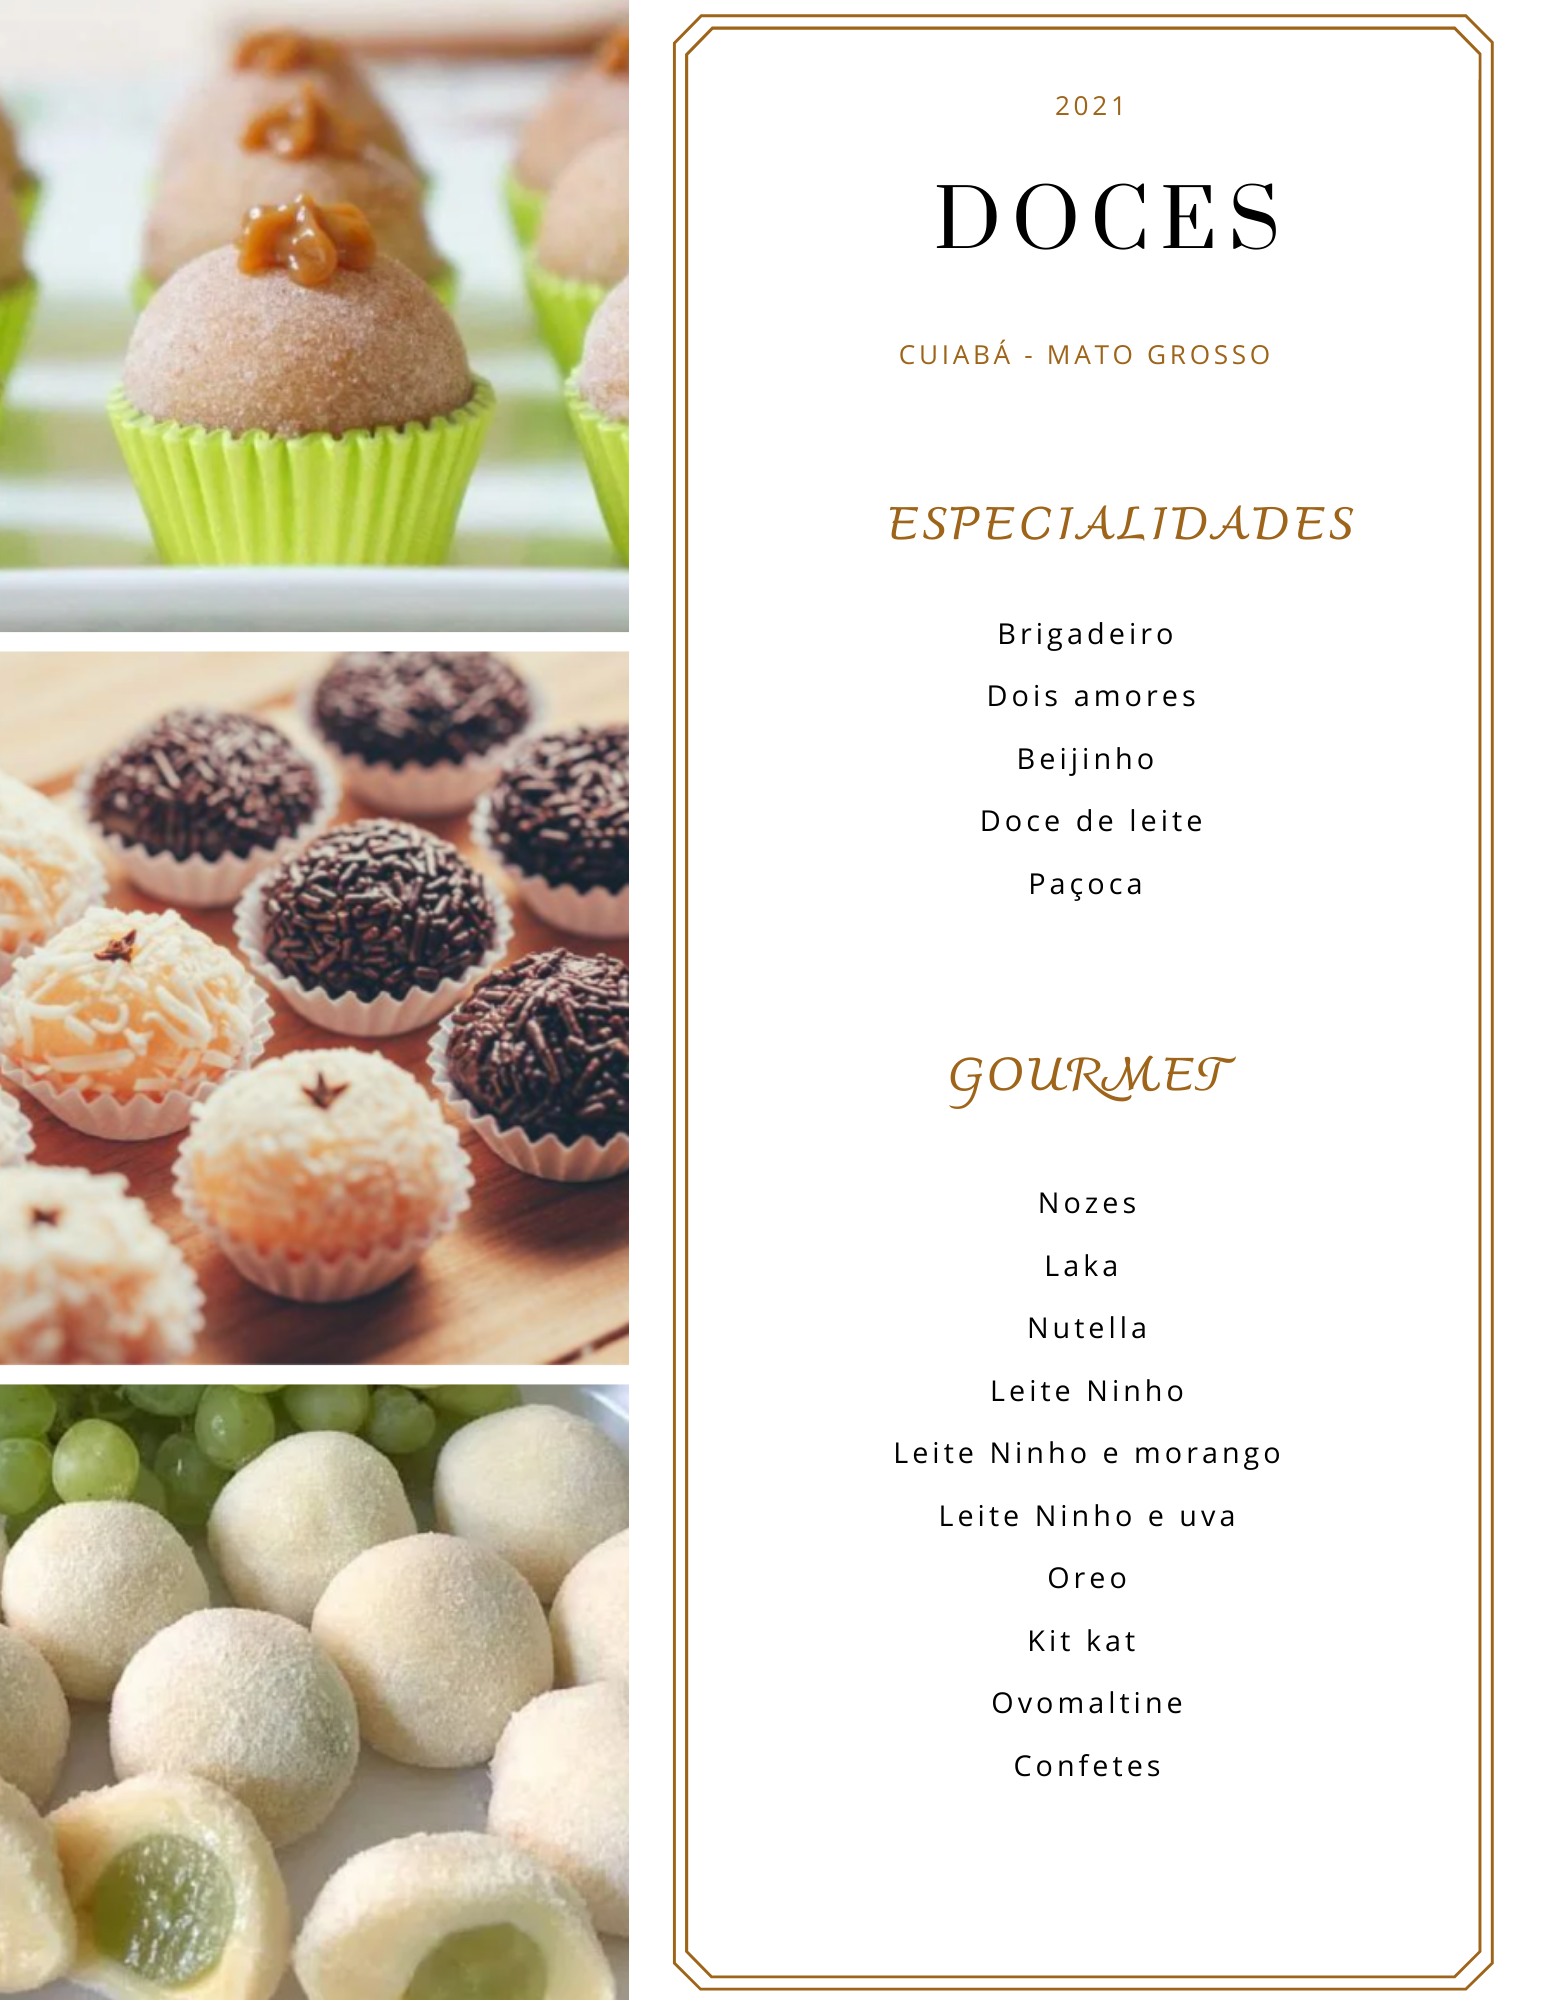 2021
DOCES
CUIABÁ - MATO GROSSO
ESPECIALIDADES
Brigadeiro
Dois amores
Beijinho
Doce de leite
Paçoca
GOURMET
Nozes
Laka
Nutella
Leite Ninho
Leite Ninho e morango
Leite Ninho e uva
Oreo
Kit kat
Ovomaltine
Confetes